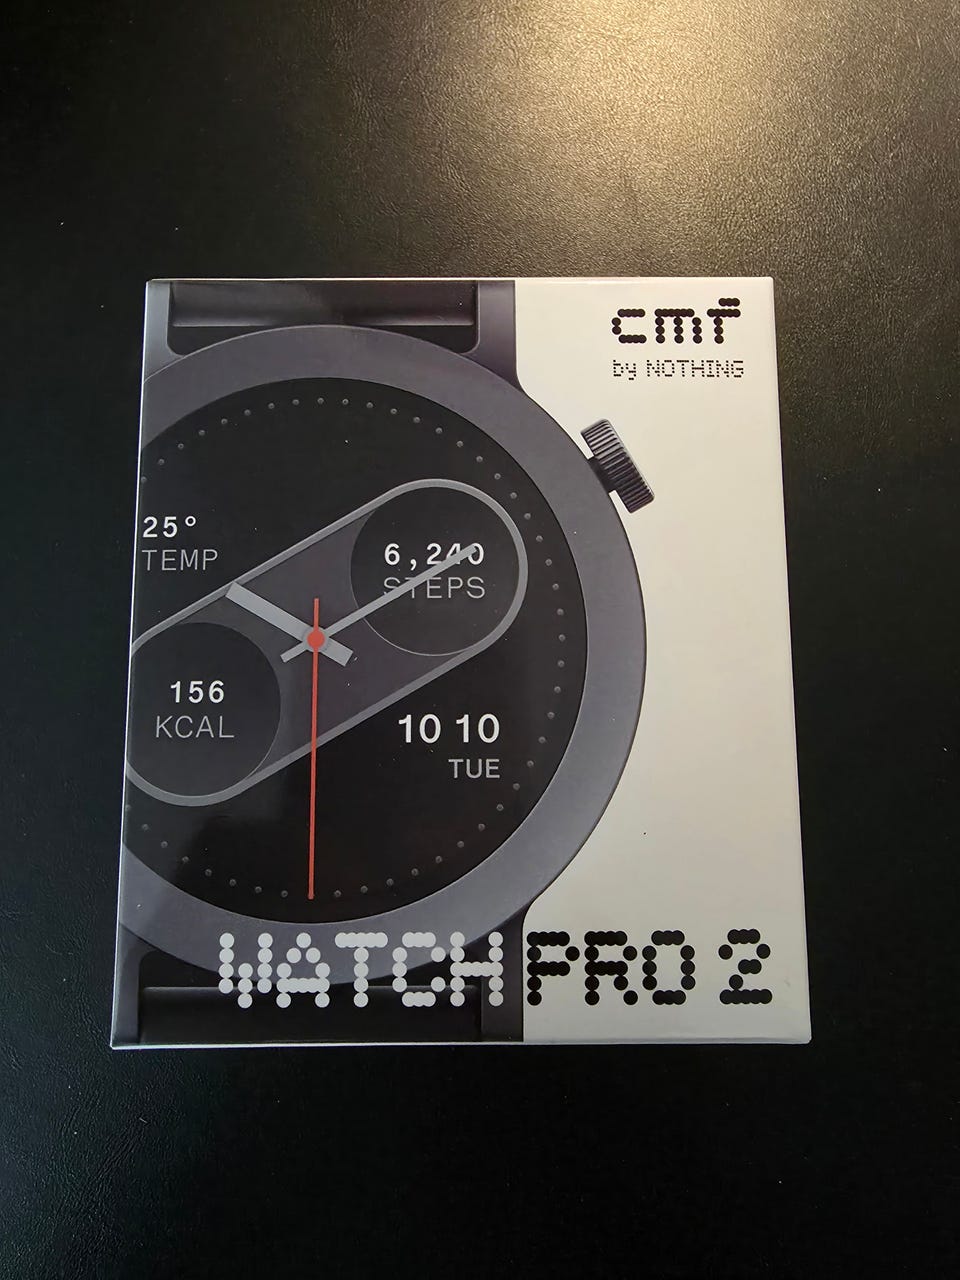 cmf
by NOTHING
25°
TEMP
6,240
STEPS
156
KCAL
10 10
TUE
WATCH PRO 2